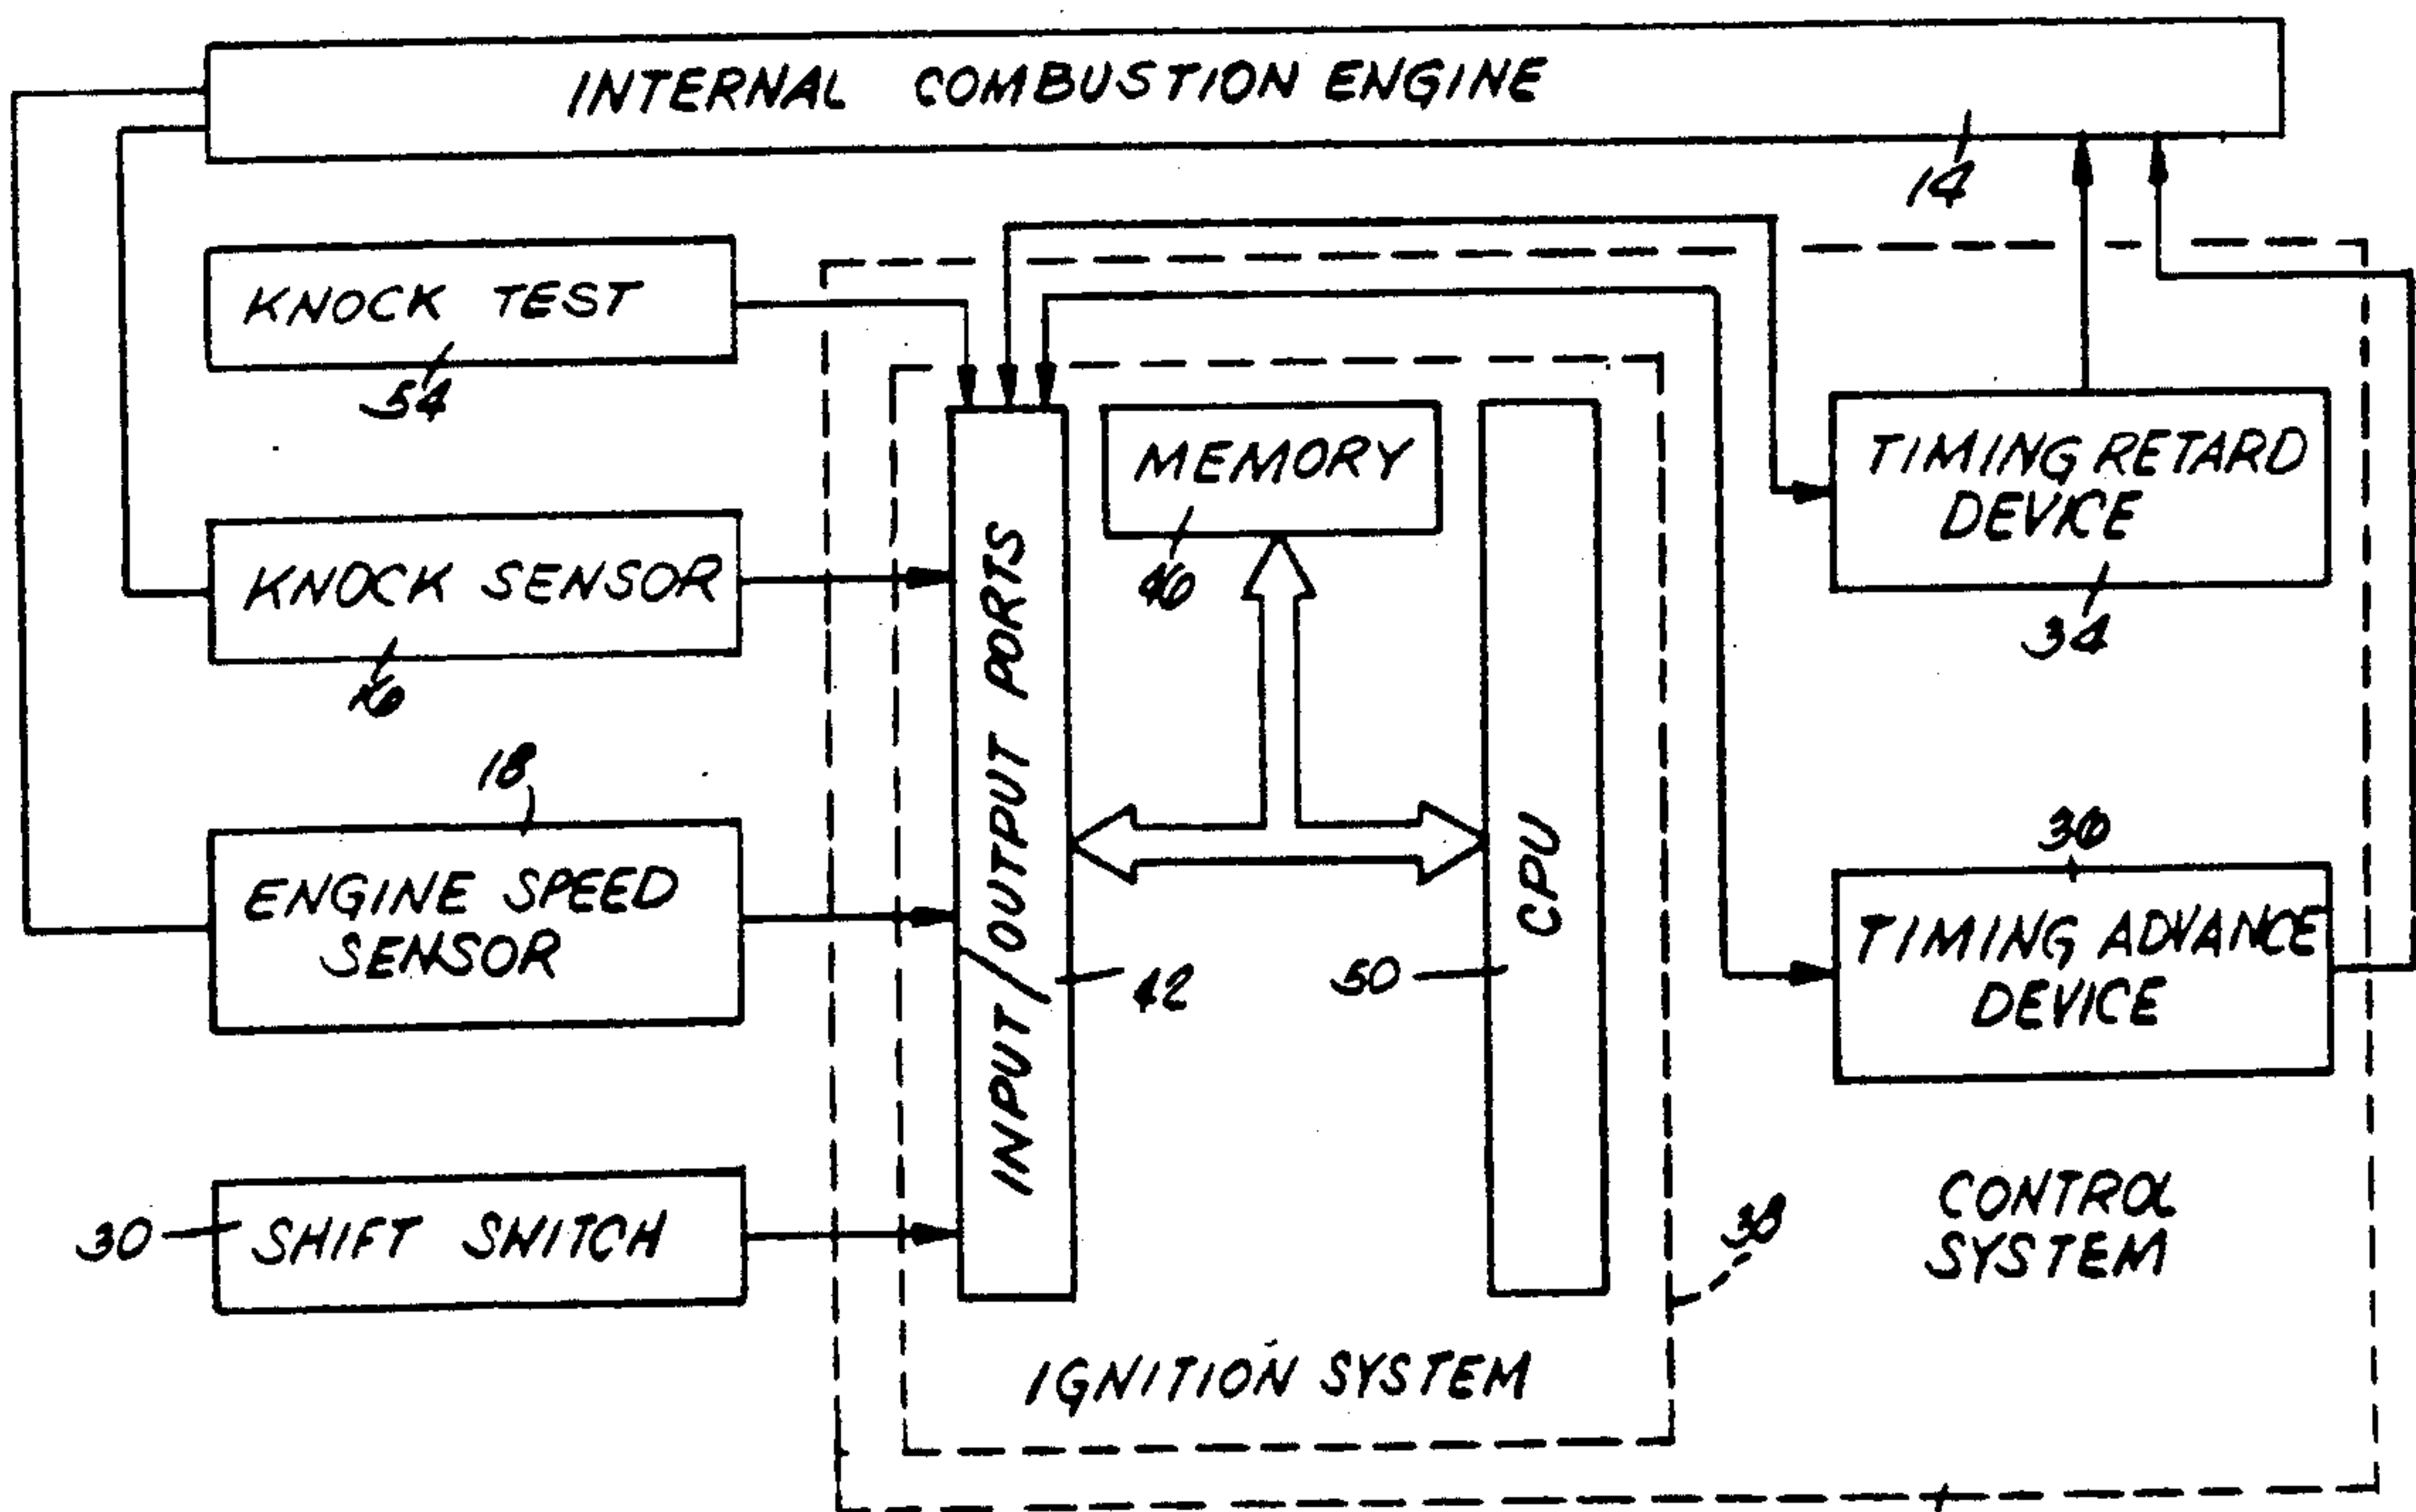 INTERNAL COMBUSTION ENGINE
14
KNOCK TEST
54
KNOCK SENSOR
18
ENGINE SPEED
SENSOR
30
SHIFT SWITCH
INPUT/OUTPUT PORTS
42
MEMORY
46
CPU
50
IGNITION SYSTEM
38
TIMING RETARD
DEVICE
34
36
TIMING ADVANCE
DEVICE
CONTROL
SYSTEM